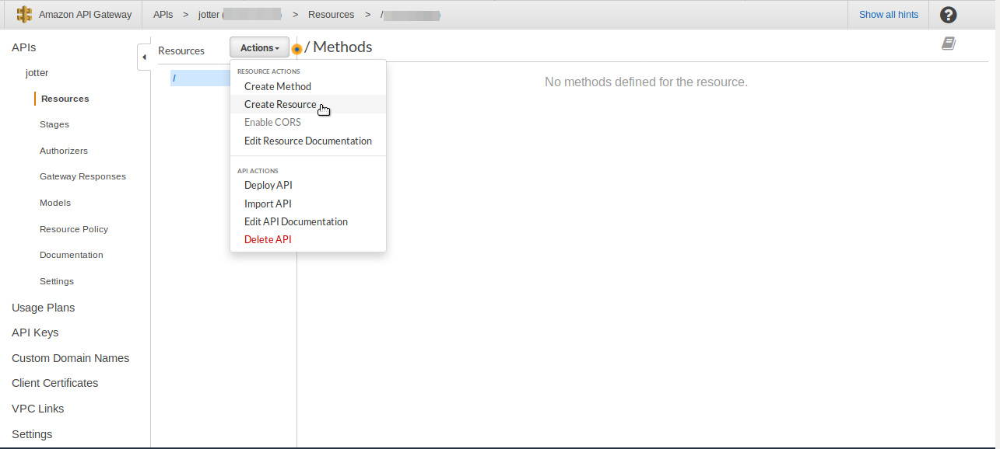 Amazon API Gateway APIs > jotter ( ) > Resources > /( ) Show all hints ?
APIs
jotter
Resources
Stages
Authorizers
Gateway Responses
Models
Resource Policy
Documentation
Settings
Usage Plans
API Keys
Custom Domain Names
Client Certificates
VPC Links
Settings
Resources
Actions
/ Methods
/
RESOURCE ACTIONS
Create Method
Create Resource
Enable CORS
Edit Resource Documentation
API ACTIONS
Deploy API
Import API
Edit API Documentation
Delete API
No methods defined for the resource.